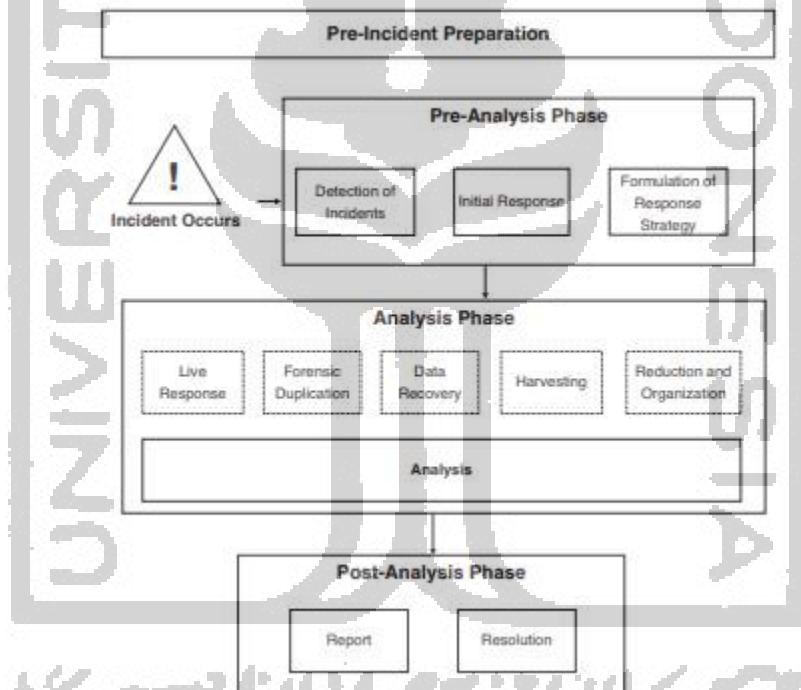 Pre-Incident Preparation
Pre-Analysis Phase
!
Incident Occurs
Detection of
Incidents
Initial Response
Formulation of
Response
Strategy
Analysis Phase
Live
Response
Forensic
Duplication
Data
Recovery
Harvesting
Reduction and
Organization
Analysis
Post-Analysis Phase
Report
Resolution